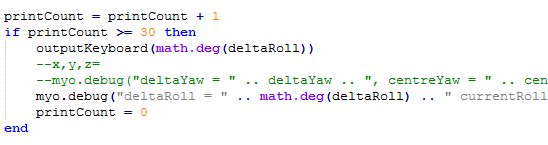 printCount = printCount + 1
if printCount >= 30 then
outputKeyboard(math.deg(deltaRoll))
--x,y,z=
--myo.debug("deltaYaw = " .. deltaYaw .. ", centreYaw = " .. cen
myo.debug("deltaRoll = " .. math.deg(deltaRoll) .. " currentRoll
printCount = 0
end